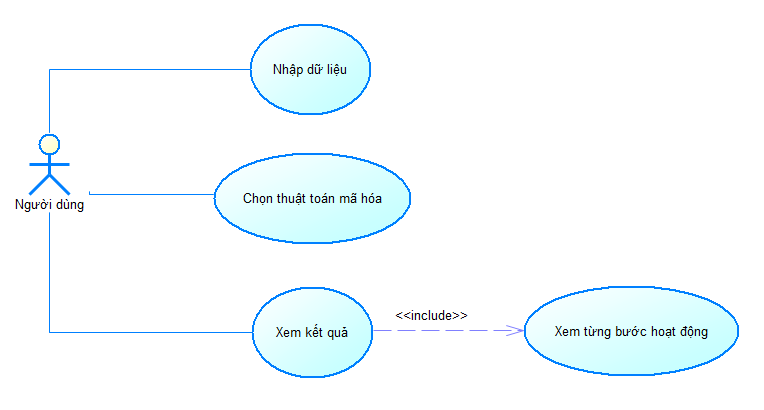 Nhập dữ liệu
Người dùng
Chọn thuật toán mã hóa
Xem kết quả
<<include>>
Xem từng bước hoạt động